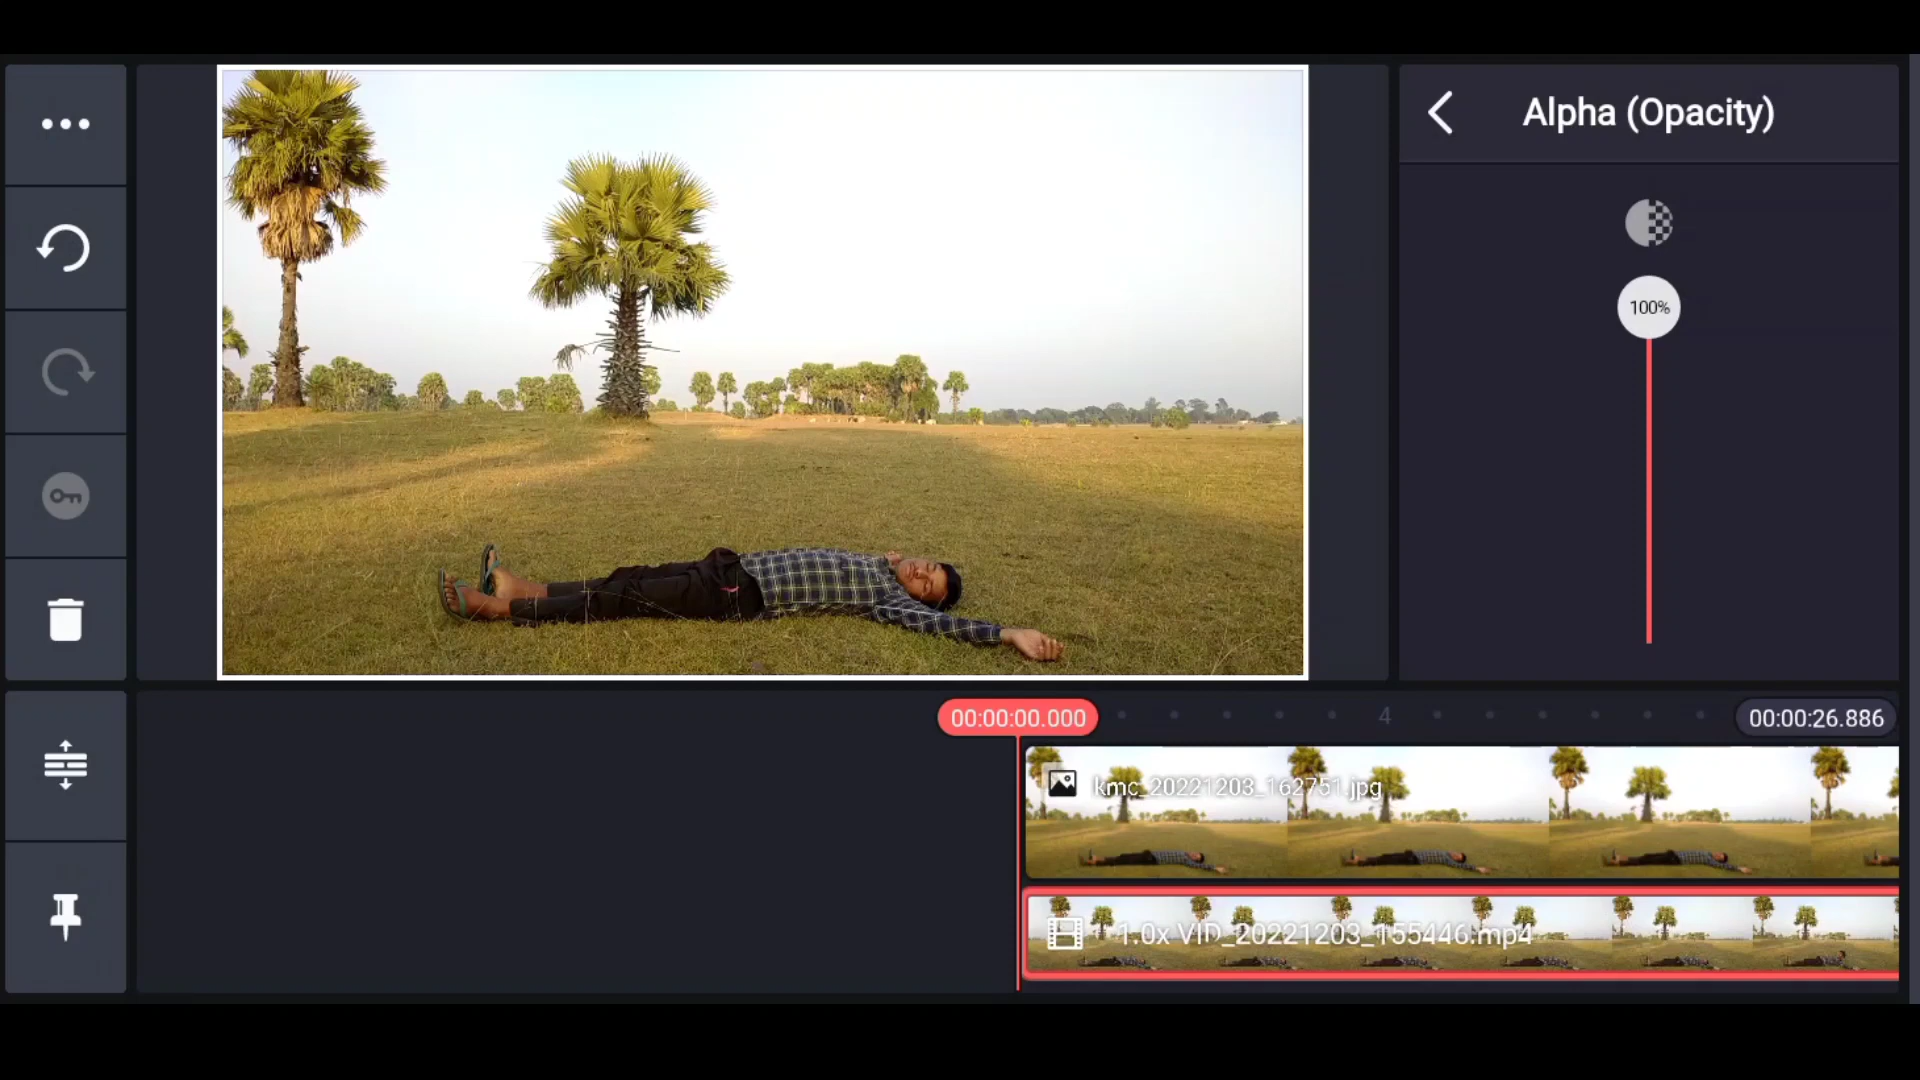 Alpha (Opacity)
100%
00:00:00.000
4
00:00:26.886
kmc_20221203_162751.jpg
1.0x VID_20221203_155446.mp4